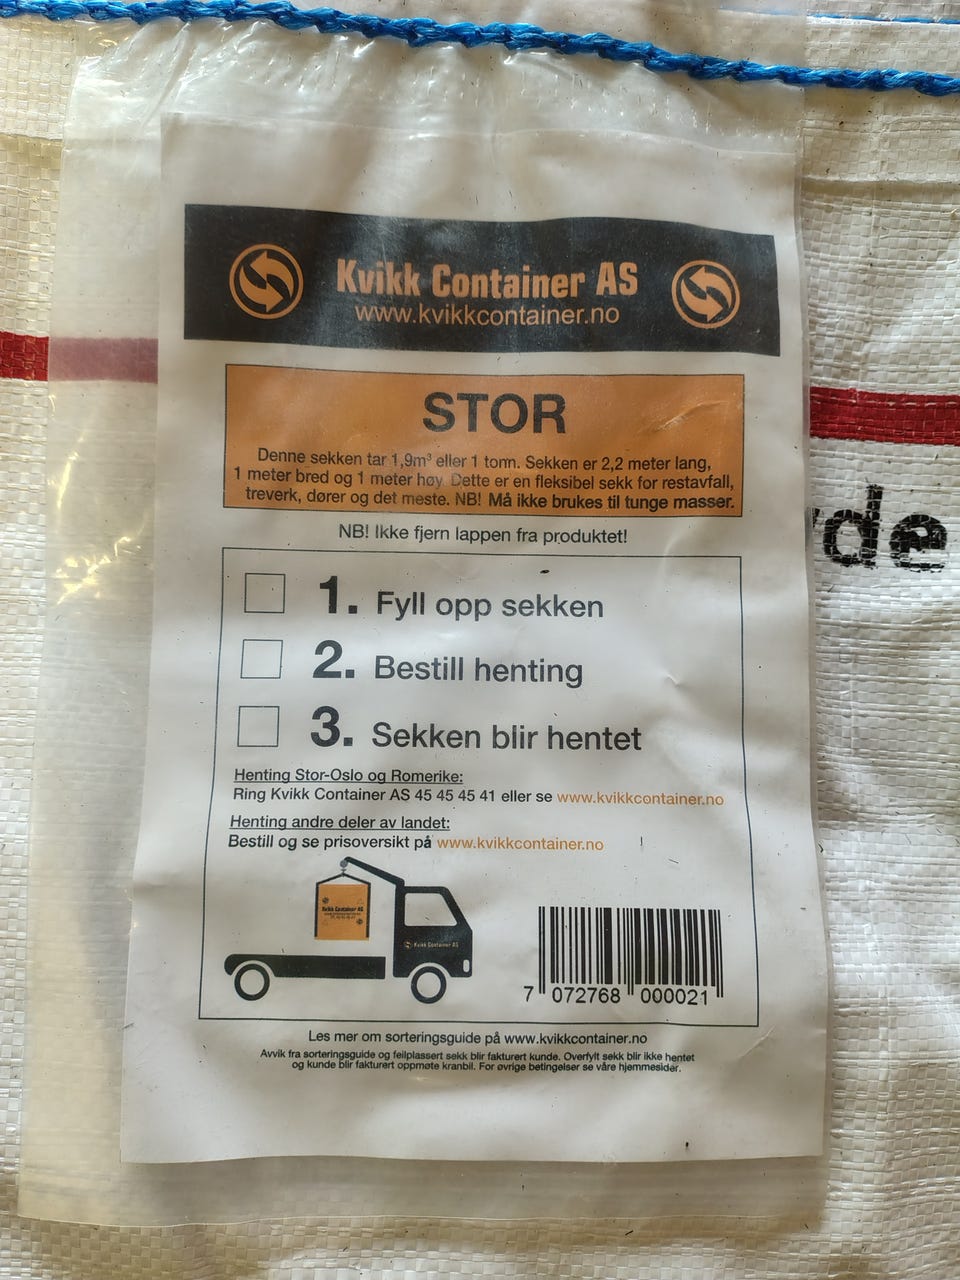 Kvikk Container AS
www.kvikkcontainer.no
STOR
Denne sekken tar 1,9m³ eller 1 tonn. Sekken er 2,2 meter lang,
1 meter bred og 1 meter høy. Dette er en fleksibel sekk for restavfall,
treverk, dører og det meste. NB! Må ikke brukes til tunge masser.
NB! Ikke fjern lappen fra produktet!
de
1. Fyll opp sekken
2. Bestill henting
3. Sekken blir hentet
Henting Stor-Oslo og Romerike:
Ring Kvikk Container AS 45 45 45 41 eller se www.kvikkcontainer.no
Henting andre deler av landet:
Bestill og se prisoversikt på www.kvikkcontainer.no
Kvikk Container AS
Kvikk Container AS
7 072768 000021
Les mer om sorteringsguide på www.kvikkcontainer.no
Avvik fra sorteringsguide og feilplassert sekk blir fakturert kunde. Overfylt sekk blir ikke hentet
og kunde blir fakturert oppmøte kranbil. For øvrige betingelser se våre hjemmesider.